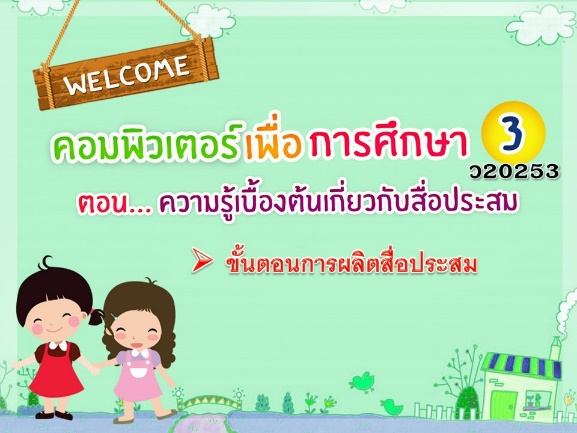 WELCOME
คอมพิวเตอร์เพื่อการศึกษา 3
ว20253
ตอน... ความรู้เบื้องต้นเกี่ยวกับสื่อประสม
ขั้นตอนการผลิตสื่อประสม